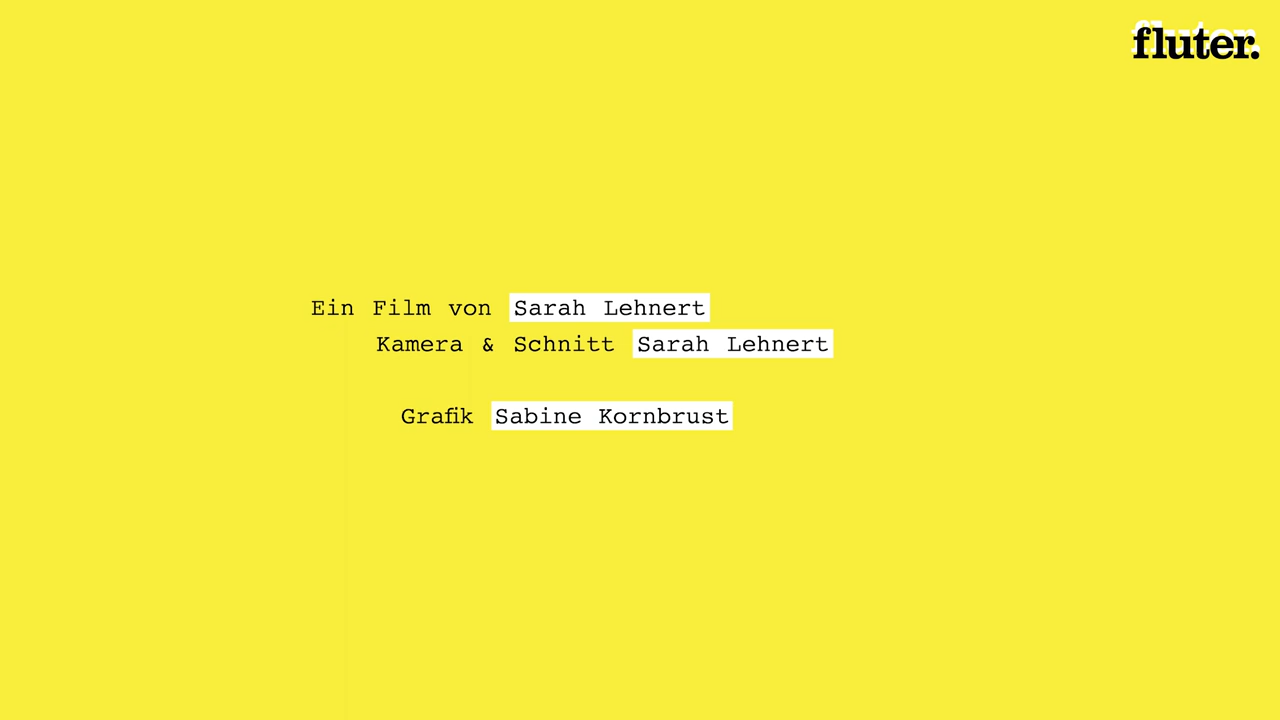 fluter.
Ein Film von Sarah Lehnert
Kamera & Schnitt Sarah Lehnert
Grafik Sabine Kornbrust